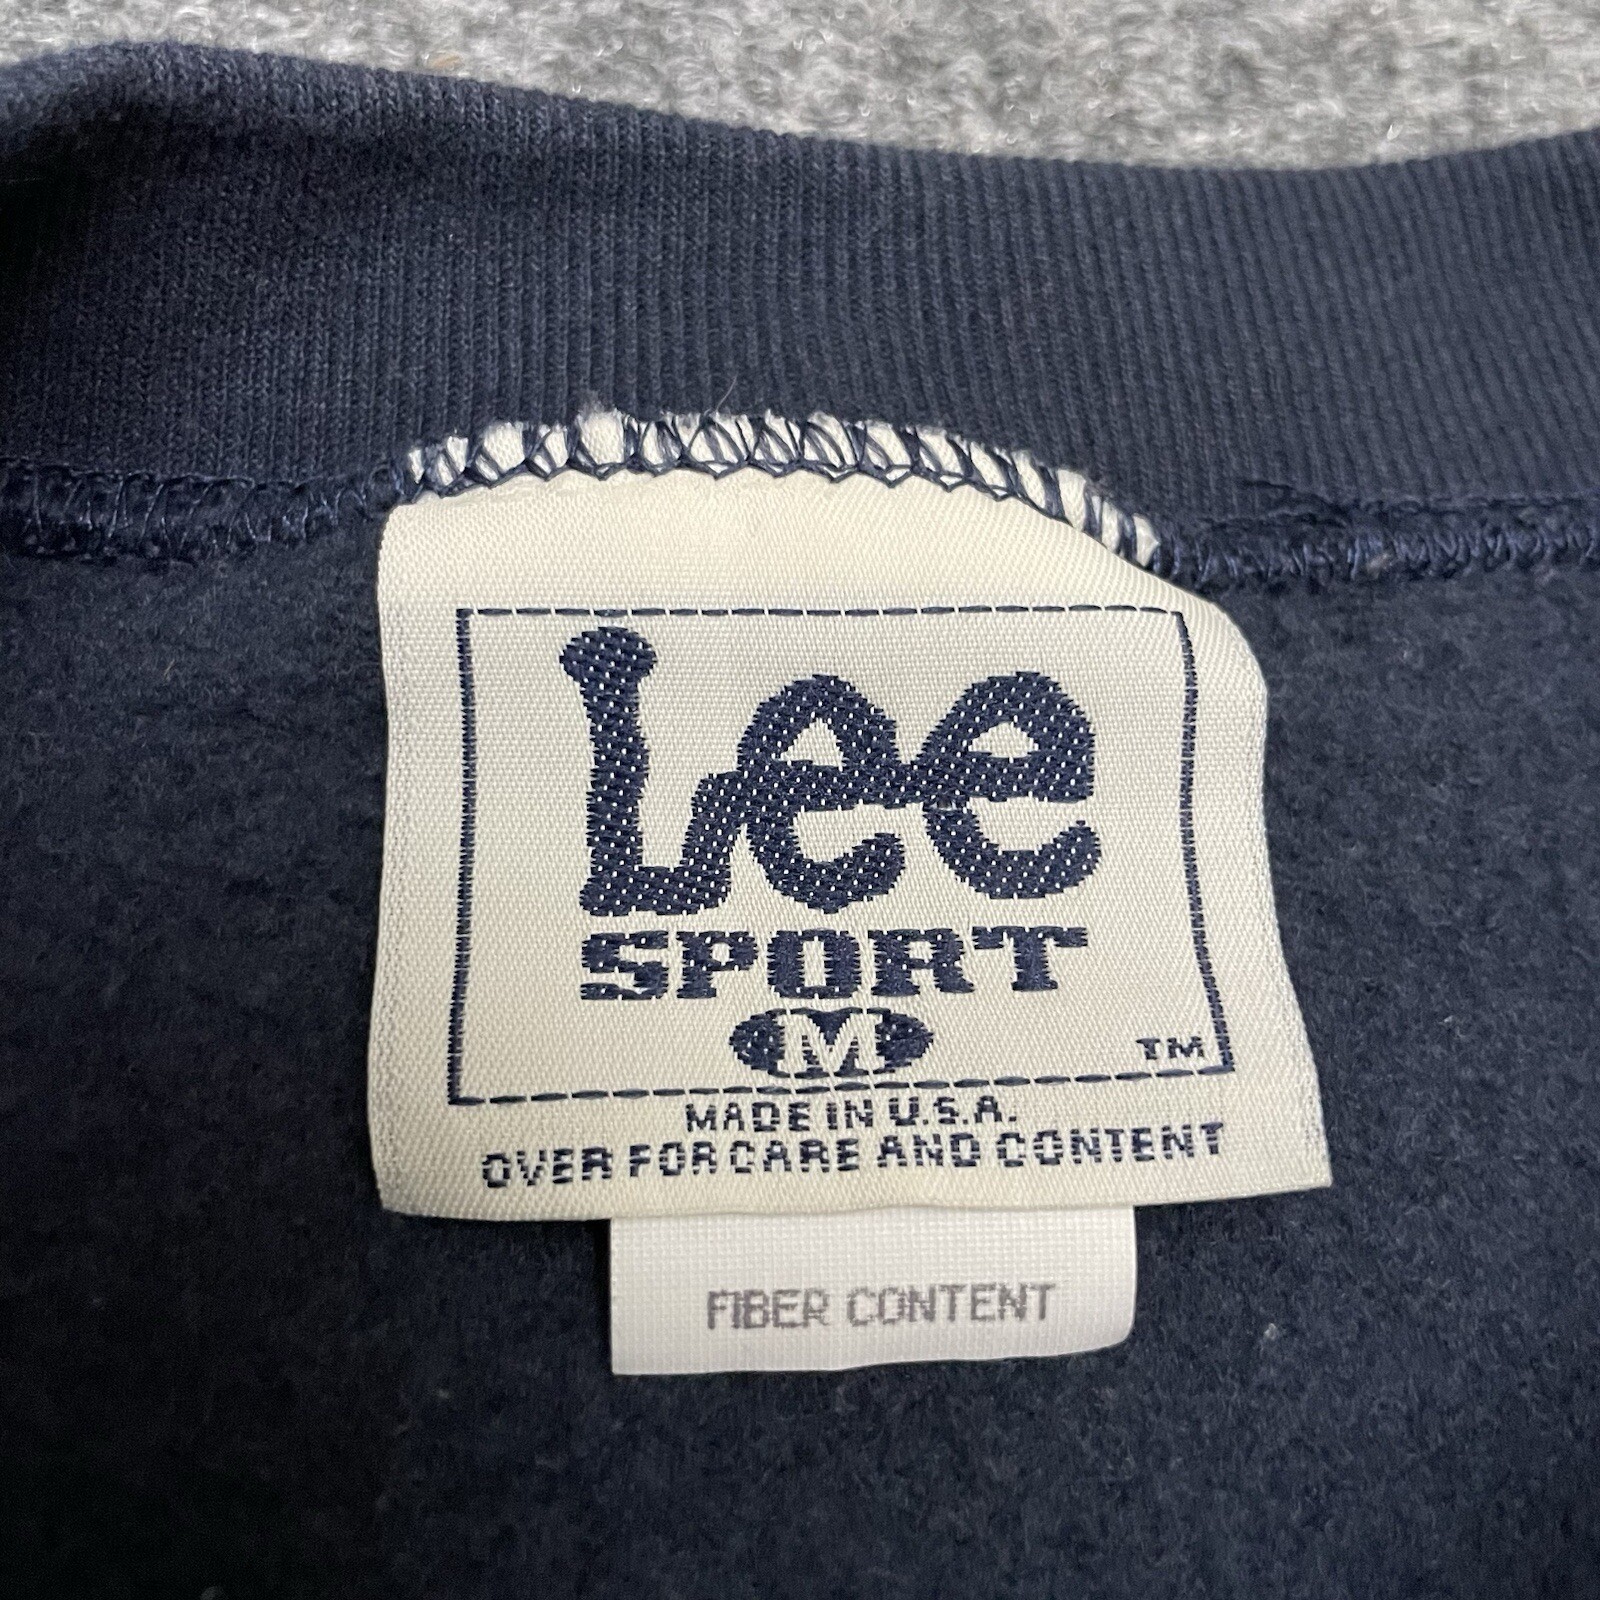 Lee
SPORT
M
TM
MADE IN U.S.A.
OVER FOR CARE AND CONTENT
FIBER CONTENT